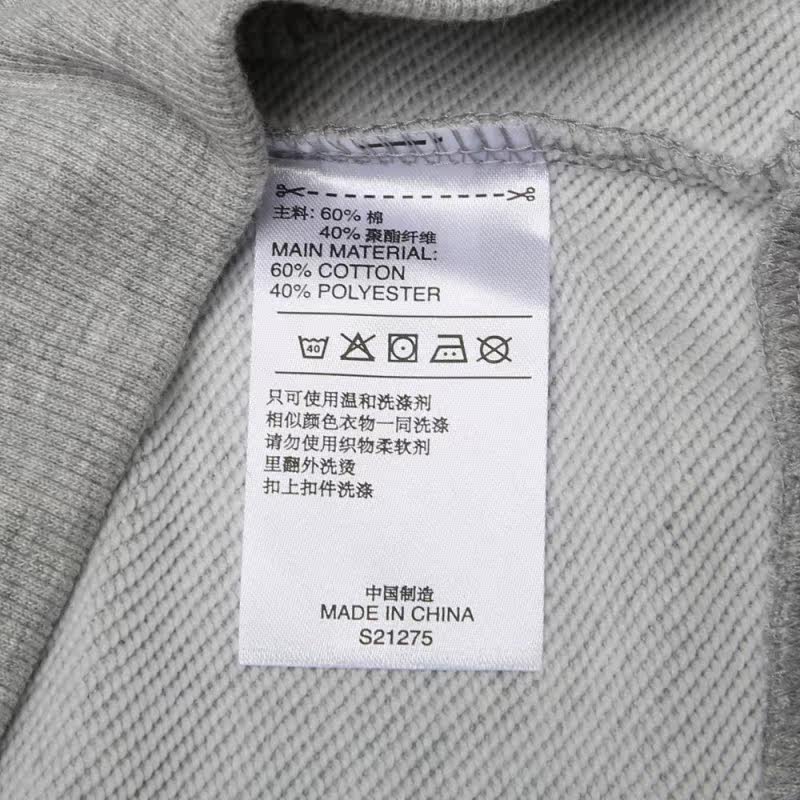 主料: 60% 棉
40% 聚酯纤维
MAIN MATERIAL:
60% COTTON
40% POLYESTER
40
只可使用温和洗涤剂
相似颜色衣物一同洗涤
请勿使用织物柔软剂
里翻外洗烫
扣上扣件洗涤
中国制造
MADE IN CHINA
S21275